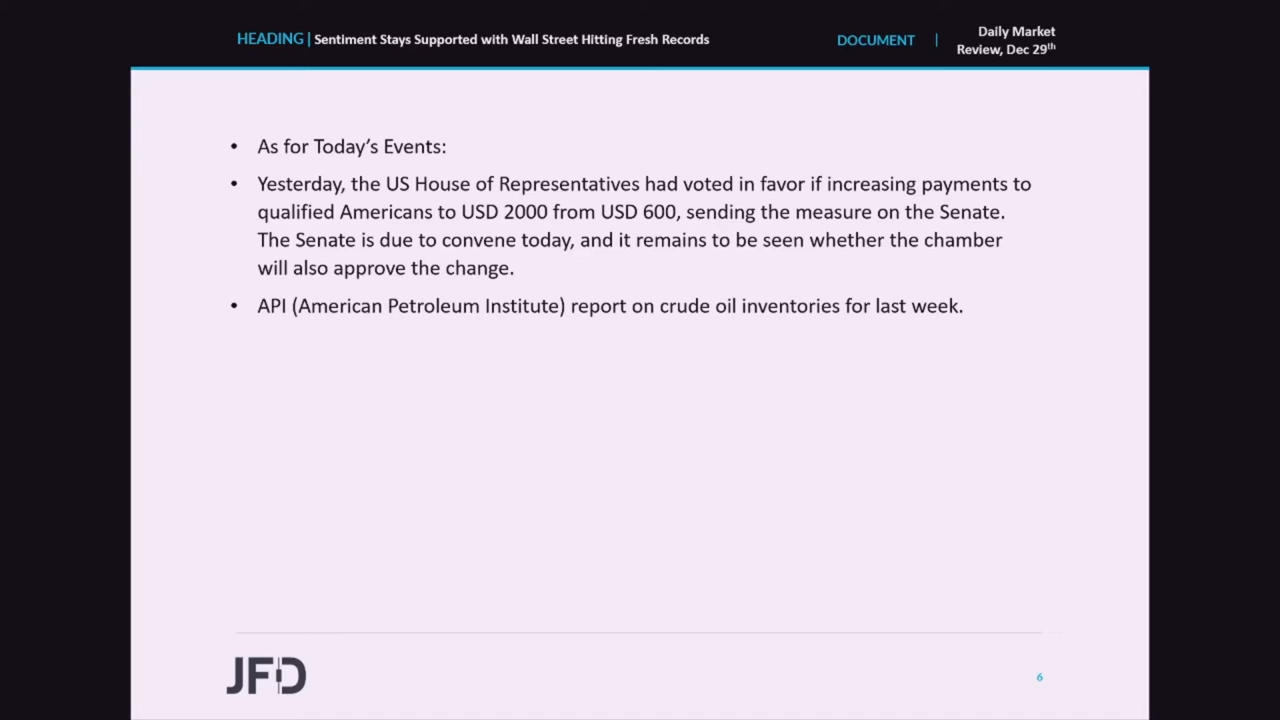 HEADING | Sentiment Stays Supported with Wall Street Hitting Fresh Records
DOCUMENT |
Daily Market
Review, Dec 29th
• As for Today's Events:
• Yesterday, the US House of Representatives had voted in favor if increasing payments to
qualified Americans to USD 2000 from USD 600, sending the measure on the Senate.
The Senate is due to convene today, and it remains to be seen whether the chamber
will also approve the change.
• API (American Petroleum Institute) report on crude oil inventories for last week.
JFD
6